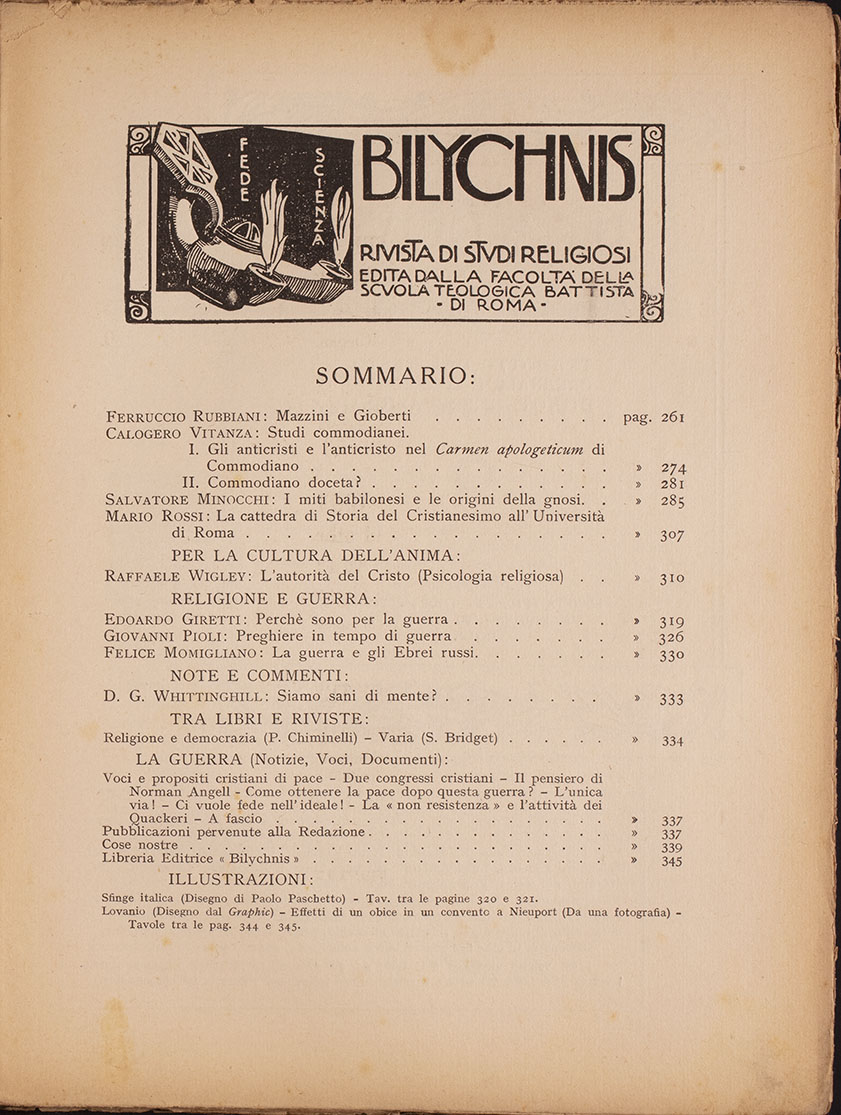 FEDE
SCIENZA
BILYCHNIS
RIVISTA DI STVDI RELIGIOSI
EDITA DALLA FACOLTA' DELLA
SCVOLA TEOLOGICA BATTISTA
- DI ROMA -
SOMMARIO:
FERRUCCIO RUBBIANI: Mazzini e Gioberti . . . . . . . . . pag. 261
CALOGERO VITANZA: Studi commodianei.
I. Gli anticristi e l'anticristo nel Carmen apologeticum di
Commodiano . . . . . . . . . . . . . . . » 274
II. Commodiano doceta? . . . . . . . . . . . . » 281
SALVATORE MINOCCHI: I miti babilonesi e le origini della gnosi. . » 285
MARIO ROSSI: La cattedra di Storia del Cristianesimo all' Università
di Roma . . . . . . . . . . . . . . . . . . » 307
PER LA CULTURA DELL'ANIMA:
RAFFAELE WIGLEY: L'autorità del Cristo (Psicologia religiosa) . . » 310
RELIGIONE E GUERRA:
EDOARDO GIRETTI: Perchè sono per la guerra . . . . . . . . » 319
GIOVANNI PIOLI: Preghiere in tempo di guerra . . . . . . . » 326
FELICE MOMIGLIANO: La guerra e gli Ebrei russi. . . . . . . » 330
NOTE E COMMENTI:
D. G. WHITTINGHILL: Siamo sani di mente? . . . . . . . . » 333
TRA LIBRI E RIVISTE:
Religione e democrazia (P. Chiminelli) – Varia (S. Bridget) . . . . . . » 334
LA GUERRA (Notizie, Voci, Documenti):
Voci e propositi cristiani di pace – Due congressi cristiani – Il pensiero di
Norman Angell – Come ottenere la pace dopo questa guerra? – L'unica
via! – Ci vuole fede nell'ideale! – La « non resistenza » e l'attività dei
Quackeri – A fascio . . . . . . . . . . . . . . . . . . » 337
Pubblicazioni pervenute alla Redazione . . . . . . . . . . . . . » 337
Cose nostre . . . . . . . . . . . . . . . . . . . . . . » 339
Libreria Editrice « Bilychnis » . . . . . . . . . . . . . . . . » 345
ILLUSTRAZIONI:
Sfinge italica (Disegno di Paolo Paschetto) – Tav. tra le pagine 320 e 321.
Lovanio (Disegno dal Graphic) – Effetti di un obice in un convento a Nieuport (Da una fotografia) –
Tavole tra le pag. 344 e 345.